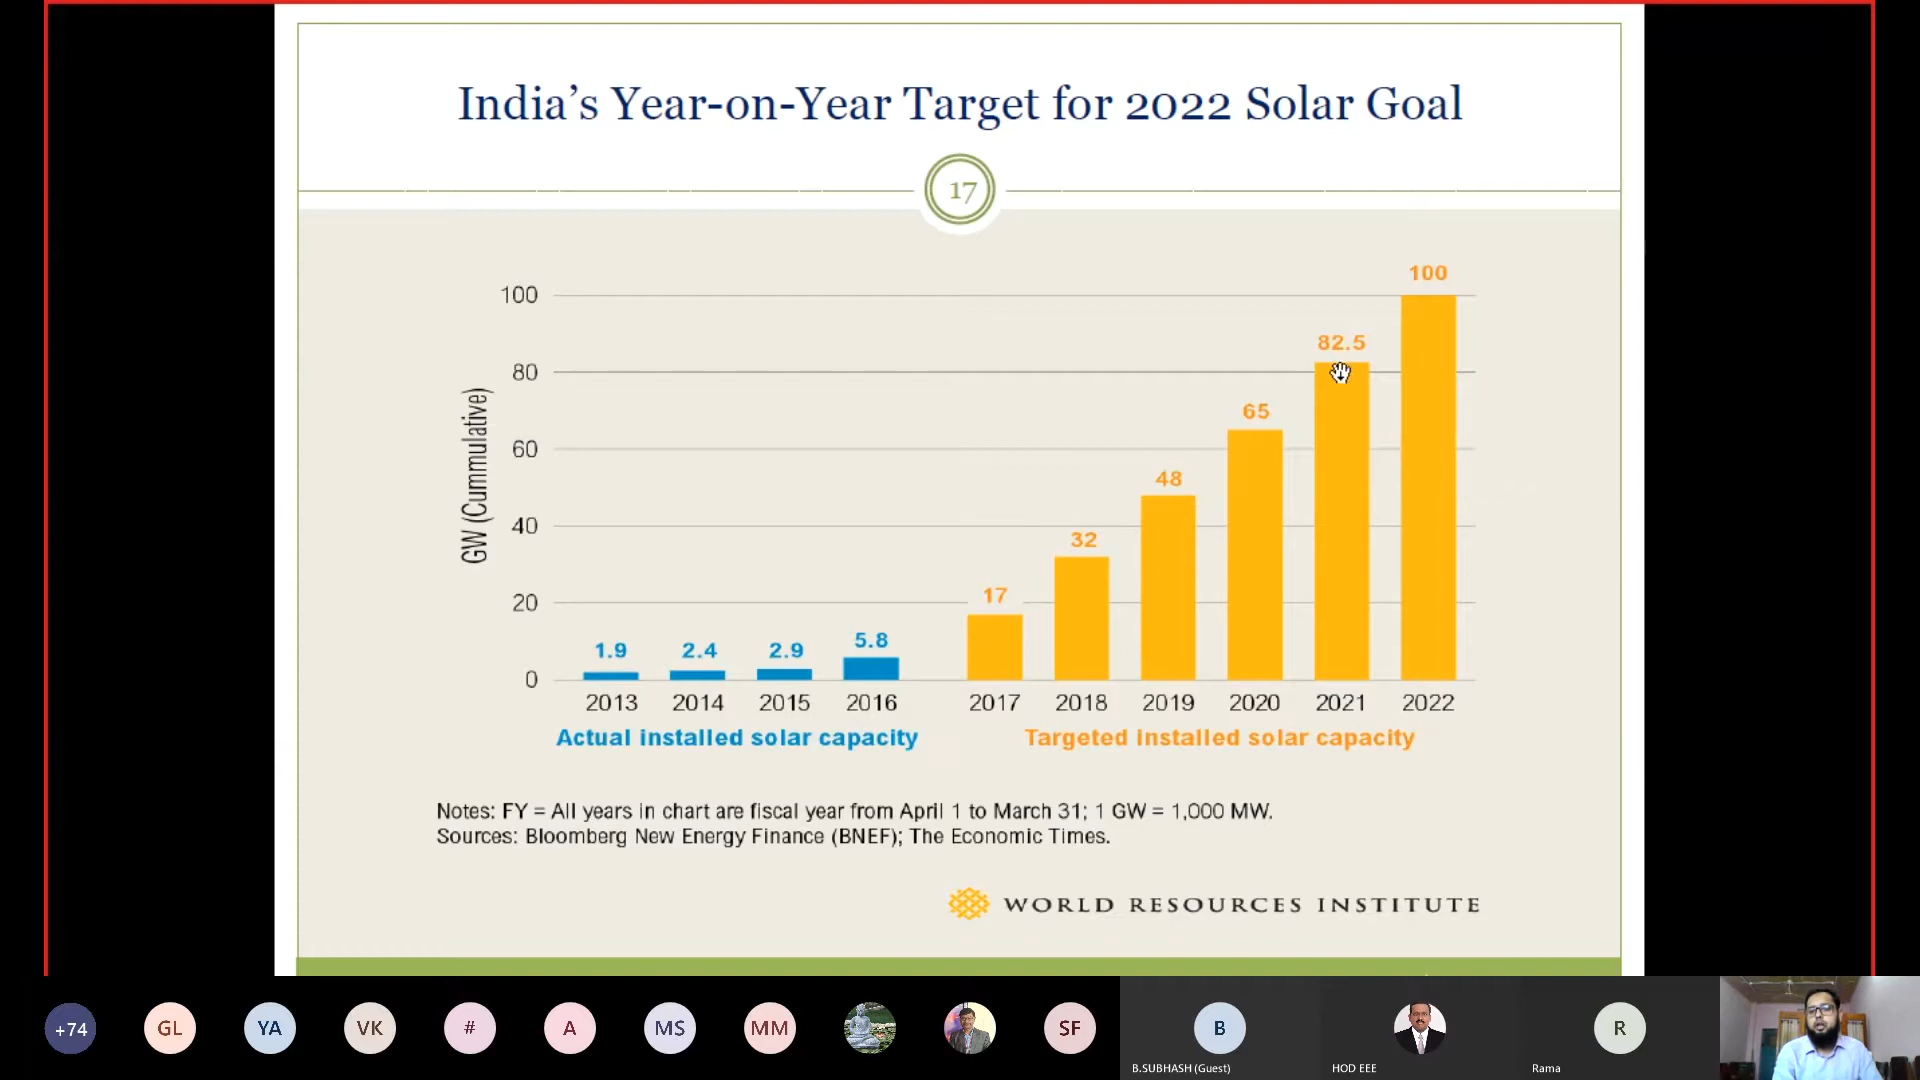 India's Year-on-Year Target for 2022 Solar Goal
17
GW (Cummulative)
100
80
60
40
20
0
1.9
2.4
2.9
5.8
17
32
48
65
82.5
100
2013 2014 2015 2016 2017 2018 2019 2020 2021 2022
Actual installed solar capacity
Targeted installed solar capacity
Notes: FY = All years in chart are fiscal year from April 1 to March 31; 1 GW = 1,000 MW.
Sources: Bloomberg New Energy Finance (BNEF); The Economic Times.
WORLD RESOURCES INSTITUTE
+74 GL YA VK # A MS MM SF B R
B.SUBHASH (Guest) HOD EEE Rama